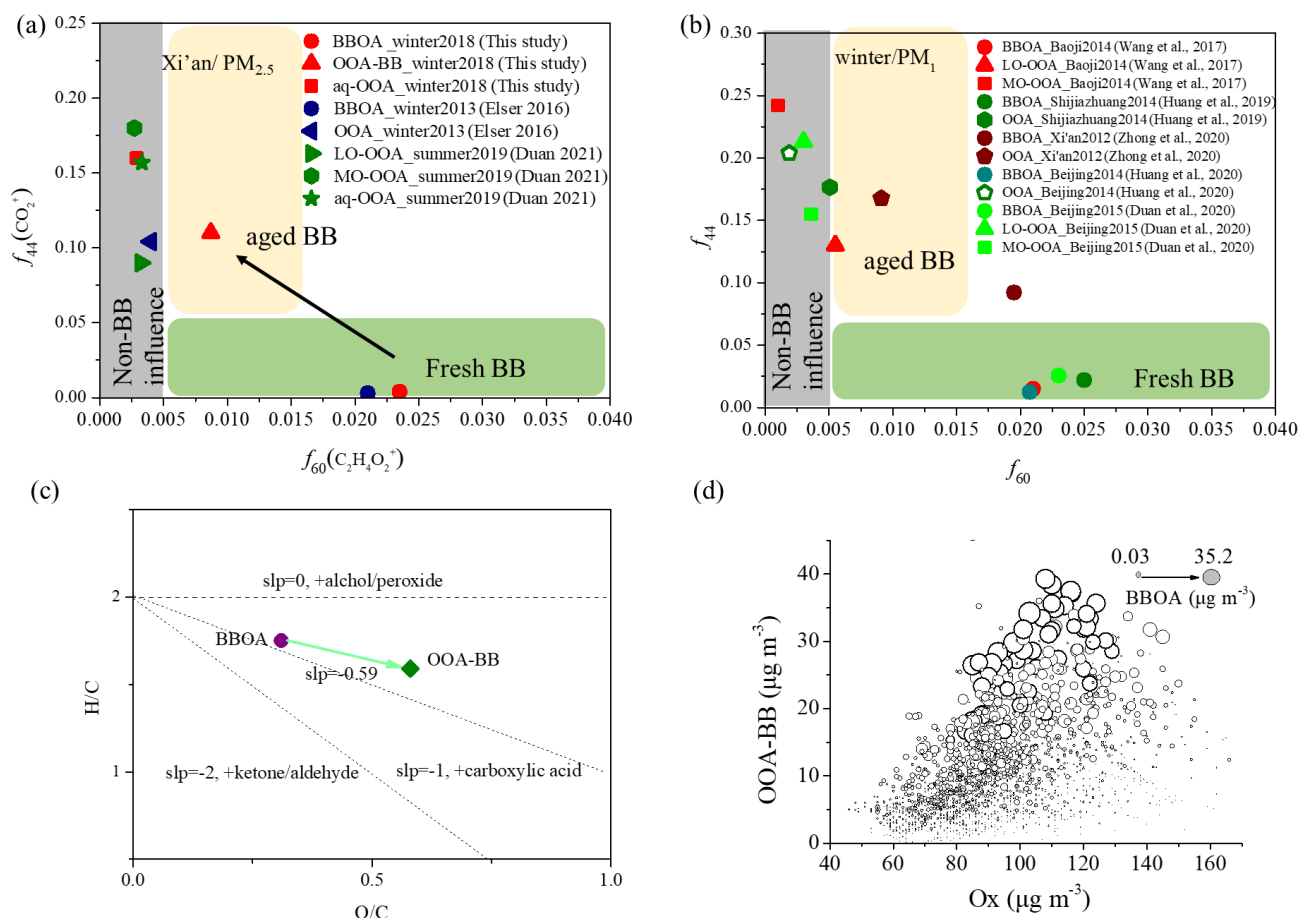 (a)
0.25
0.20
0.15
0.10
0.05
0.00
f44(CO2+)
Xi'an/ PM2.5
BBOA_winter2018 (This study)
OOA-BB_winter2018 (This study)
aq-OOA_winter2018 (This study)
BBOA_winter2013 (Elser 2016)
OOA_winter2013 (Elser 2016)
LO-OOA_summer2019 (Duan 2021)
MO-OOA_summer2019 (Duan 2021)
aq-OOA_summer2019 (Duan 2021)
aged BB
Fresh BB
Non-BB
influence
0.000 0.005 0.010 0.015 0.020 0.025 0.030 0.035 0.040
f60(C2H4O2+)
(b)
0.30
0.25
0.20
0.15
0.10
0.05
0.00
f44
winter/PM1
BBOA_Baoji2014 (Wang et al., 2017)
LO-OOA_Baoji2014 (Wang et al., 2017)
MO-OOA_Baoji2014 (Wang et al., 2017)
BBOA_Shijiazhuang2014 (Huang et al., 2019)
OOA_Shijiazhuang2014 (Huang et al., 2019)
BBOA_Xi'an2012 (Zhong et al., 2020)
OOA_Xi'an2012 (Zhong et al., 2020)
BBOA_Beijing2014 (Huang et al., 2020)
OOA_Beijing2014 (Huang et al., 2020)
BBOA_Beijing2015 (Duan et al., 2020)
LO-OOA_Beijing2015 (Duan et al., 2020)
MO-OOA_Beijing2015 (Duan et al., 2020)
aged BB
Fresh BB
Non-BB
influence
0.000 0.005 0.010 0.015 0.020 0.025 0.030 0.035 0.040
f60
(c)
2
1
H/C
slp=0, +alchol/peroxide
BBOA
OOA-BB
slp=-0.59
slp=-2, +ketone/aldehyde
slp=-1, +carboxylic acid
0.0 0.5 1.0
O/C
(d)
40
30
20
10
0
OOA-BB (μg m-3)
0.03 35.2
BBOA (μg m-3)
40 60 80 100 120 140 160
Ox (μg m-3)